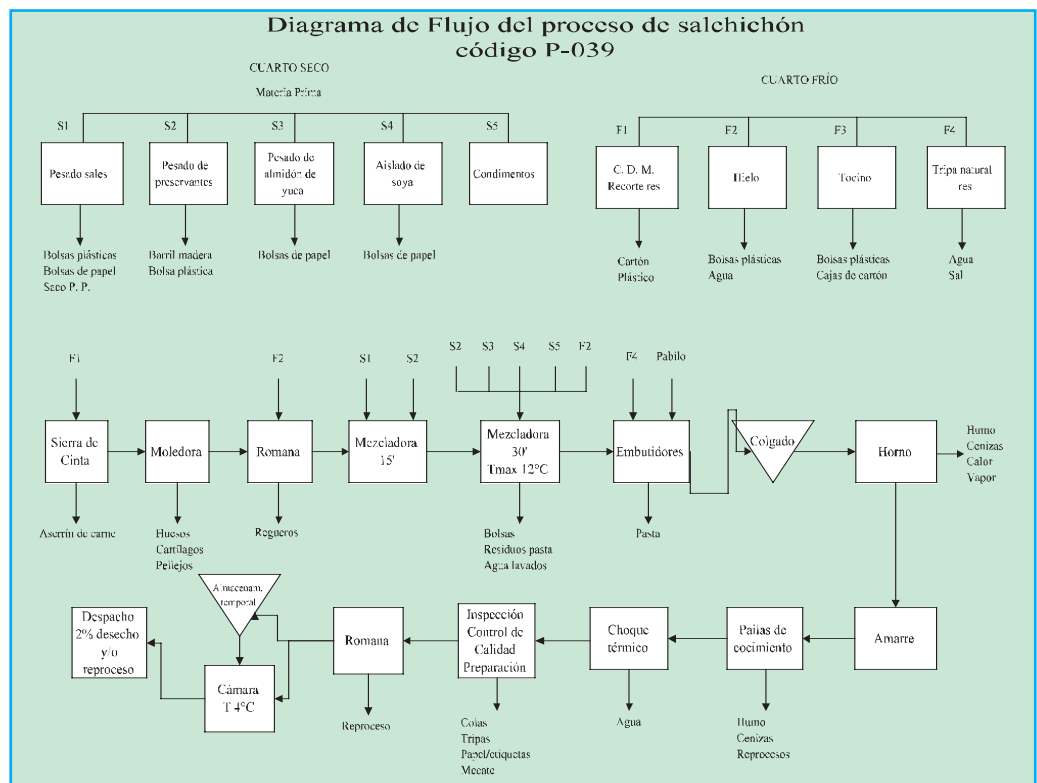 Diagrama de Flujo del proceso de salchichón
código P-039
CUARTO SECO
Materia Prima
CUARTO FRÍO
S1
S2
S3
S4
S5
F1
F2
F3
F4
Pesado sales
Pesado de
preservantes
Pesado de
almidón de
yuca
Aislado de
soya
Condimentos
C. D. M.
Recorte res
Hielo
Tocino
Tripa natural
res
Bolsas plásticas
Bolsas de papel
Saco P. P.
Barril madera
Bolsa plástica
Bolsas de papel
Bolsas de papel
Cartón
Plástico
Bolsas plásticas
Agua
Bolsas plásticas
Cajas de cartón
Agua
Sal
F1
F2
S1
S2
S2
S3
S4
S5
F2
F4
Pabilo
Sierra de
Cinta
Moledora
Romana
Mezcladora
15'
Mezcladora
30'
Tmax 12°C
Embutidores
Colgado
Horno
Humo
Cenizas
Calor
Vapor
Aserrín de carne
Huesos
Cartílagos
Pellejos
Regueros
Bolsas
Residuos pasta
Agua lavados
Pasta
Despacho
2% desecho
y/o
reproceso
Almacenam.
temporal
Cámara
T 4°C
Romana
Inspección
Control de
Calidad
Preparación
Choque
térmico
Pailas de
cocimiento
Amarre
Reproceso
Colas
Tripas
Papel/etiquetas
Mecate
Agua
Humo
Cenizas
Reprocesos